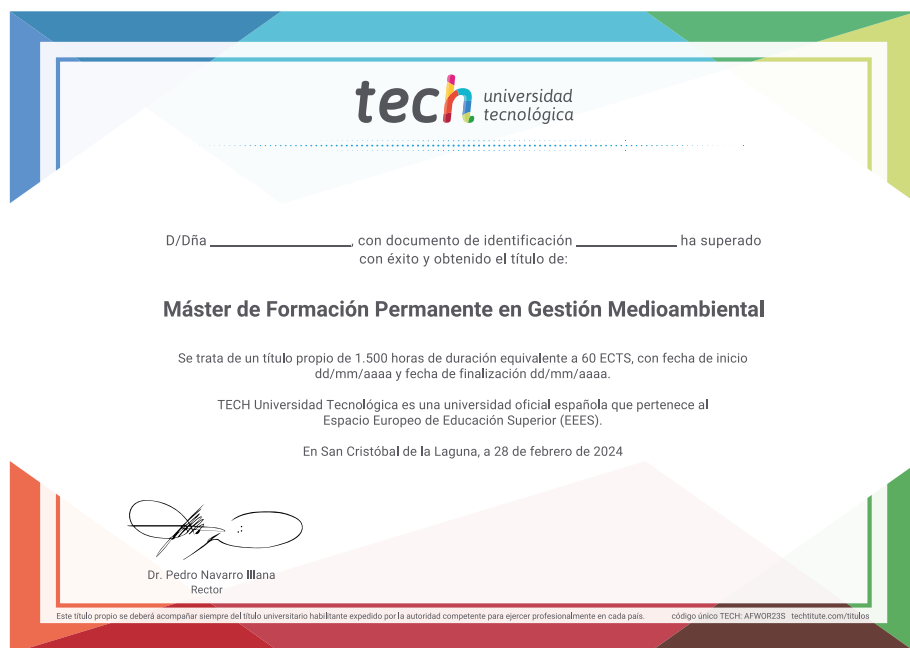 tech universidad
tecnológica
D/Dña ____________________, con documento de identificación ______________ ha superado
con éxito y obtenido el título de:
Máster de Formación Permanente en Gestión Medioambiental
Se trata de un título propio de 1.500 horas de duración equivalente a 60 ECTS, con fecha de inicio
dd/mm/aaaa y fecha de finalización dd/mm/aaaa.
TECH Universidad Tecnológica es una universidad oficial española que pertenece al
Espacio Europeo de Educación Superior (EEES).
En San Cristóbal de la Laguna, a 28 de febrero de 2024
Dr. Pedro Navarro Illana
Rector
Este título propio se deberá acompañar siempre del título universitario habilitante expedido por la autoridad competente para ejercer profesionalmente en cada país. código único TECH: AFWOR23S techtitute.com/titulos